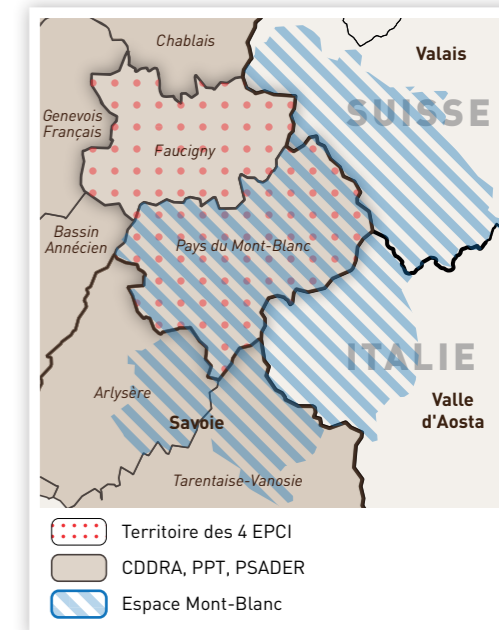 Chablais
Valais
SUISSE
Genevois
Français
Faucigny
Bassin
Annécien
Pays du Mont-Blanc
ITALIE
Arlysère
Valle
d'Aosta
Savoie
Tarentaise-Vanosie
Territoire des 4 EPCI
CDDRA, PPT, PSADER
Espace Mont-Blanc